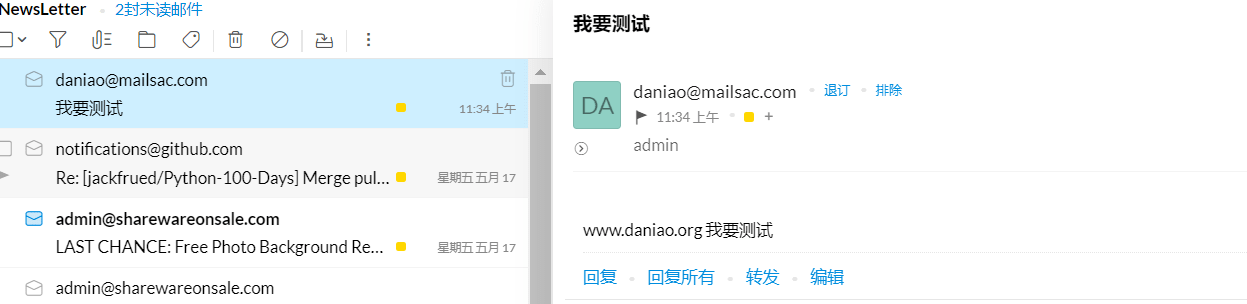 NewsLetter 2封未读邮件
daniao@mailsac.com
我要测试 11:34 上午
notifications@github.com
Re: [jackfrued/Python-100-Days] Merge pul... 星期五 五月 17
admin@sharewareonsale.com
LAST CHANCE: Free Photo Background Re... 星期五 五月 17
admin@sharewareonsale.com
我要测试
DA
daniao@mailsac.com 退订 排除
11:34 上午 +
admin
www.daniao.org 我要测试
回复 回复所有 转发 编辑